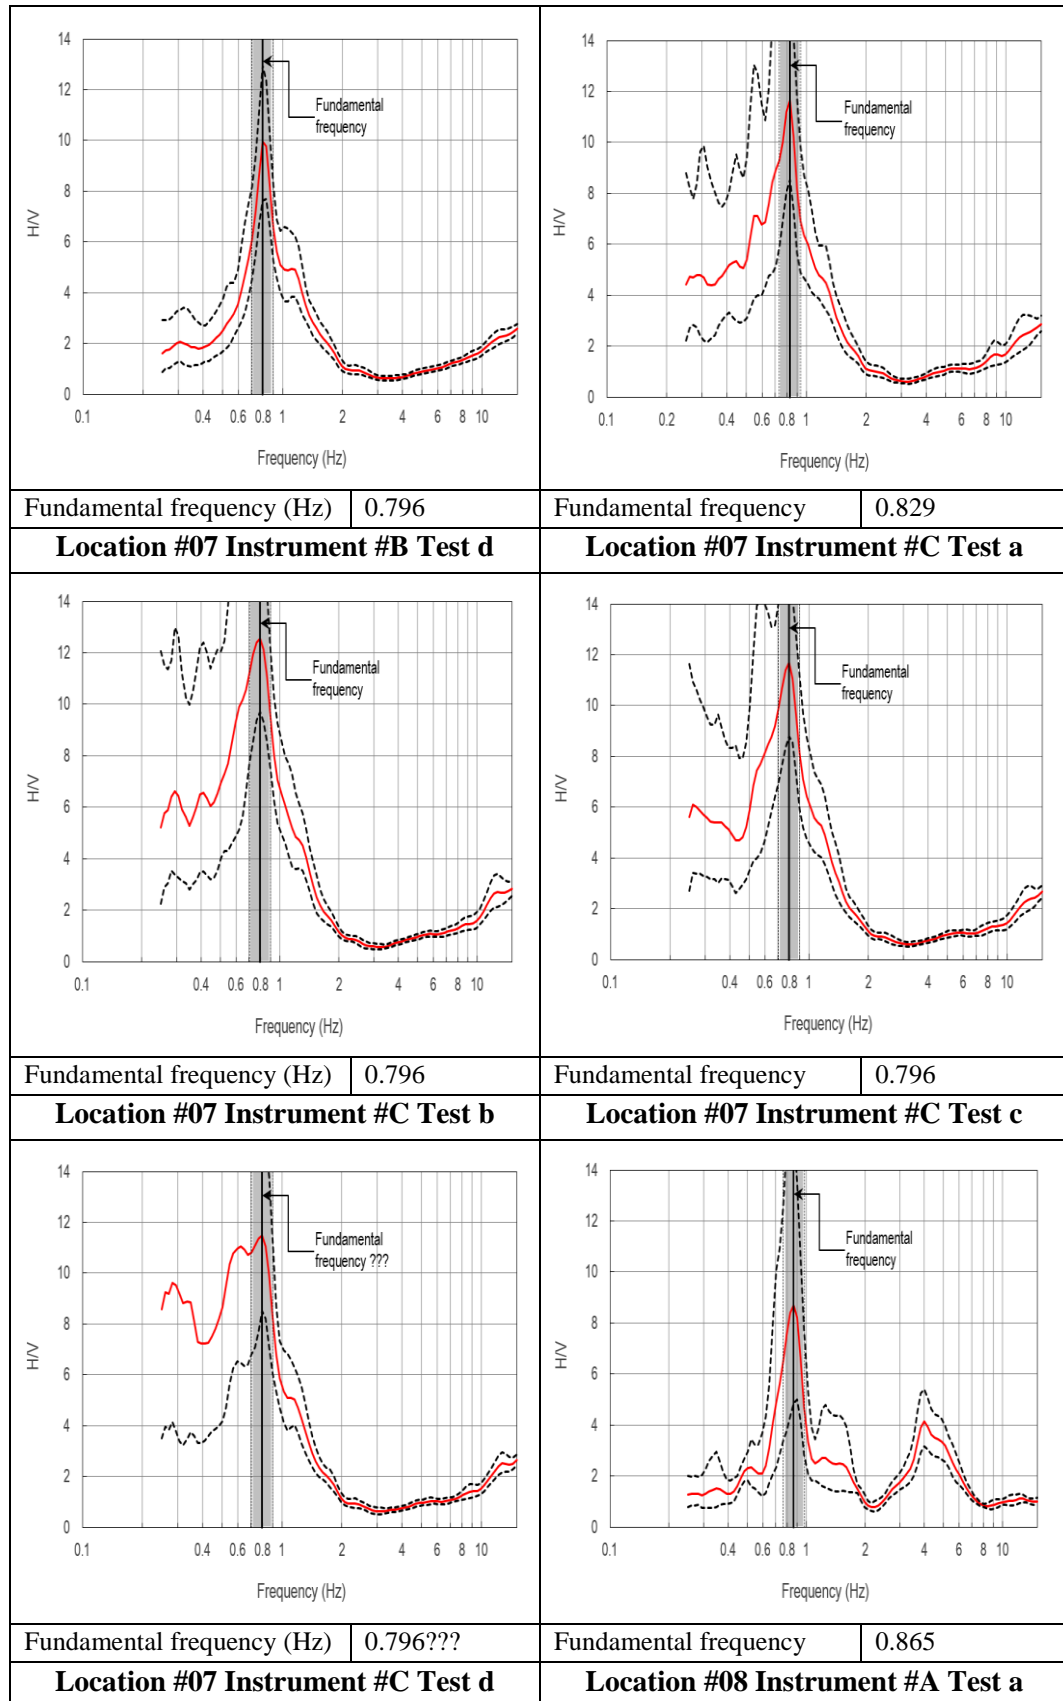 14
12
10
8
6
4
2
0
H/V
Fundamental
frequency
0.1 0.4 0.6 0.8 1 2 4 6 8 10
Frequency (Hz)
14
12
10
8
6
4
2
0
H/V
Fundamental
frequency
0.1 0.2 0.4 0.6 0.8 1 2 4 6 8 10
Frequency (Hz)
Fundamental frequency (Hz) 0.796
Fundamental frequency 0.829
Location #07 Instrument #B Test d
Location #07 Instrument #C Test a
14
12
10
8
6
4
2
0
H/V
Fundamental
frequency
0.1 0.4 0.6 0.8 1 2 4 6 8 10
Frequency (Hz)
14
12
10
8
6
4
2
0
H/V
Fundamental
frequency
0.1 0.4 0.6 0.8 1 2 4 6 8 10
Frequency (Hz)
Fundamental frequency (Hz) 0.796
Fundamental frequency 0.796
Location #07 Instrument #C Test b
Location #07 Instrument #C Test c
14
12
10
8
6
4
2
0
H/V
Fundamental
frequency ???
0.1 0.4 0.6 0.8 1 2 4 6 8 10
Frequency (Hz)
14
12
10
8
6
4
2
0
H/V
Fundamental
frequency
0.1 0.4 0.6 0.8 1 2 4 6 8 10
Frequency (Hz)
Fundamental frequency (Hz) 0.796???
Fundamental frequency 0.865
Location #07 Instrument #C Test d
Location #08 Instrument #A Test a